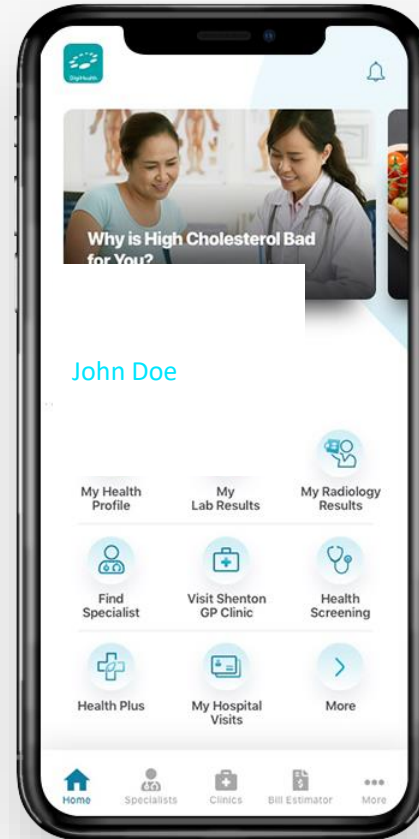 DigiHealth
Why is High Cholesterol Bad
for You?
John Doe
My Health
Profile
My
Lab Results
My Radiology
Results
Find
Specialist
Visit Shenton
GP Clinic
Health
Screening
Health Plus
My Hospital
Visits
More
Home
Specialists
Clinics
Bill Estimator
More